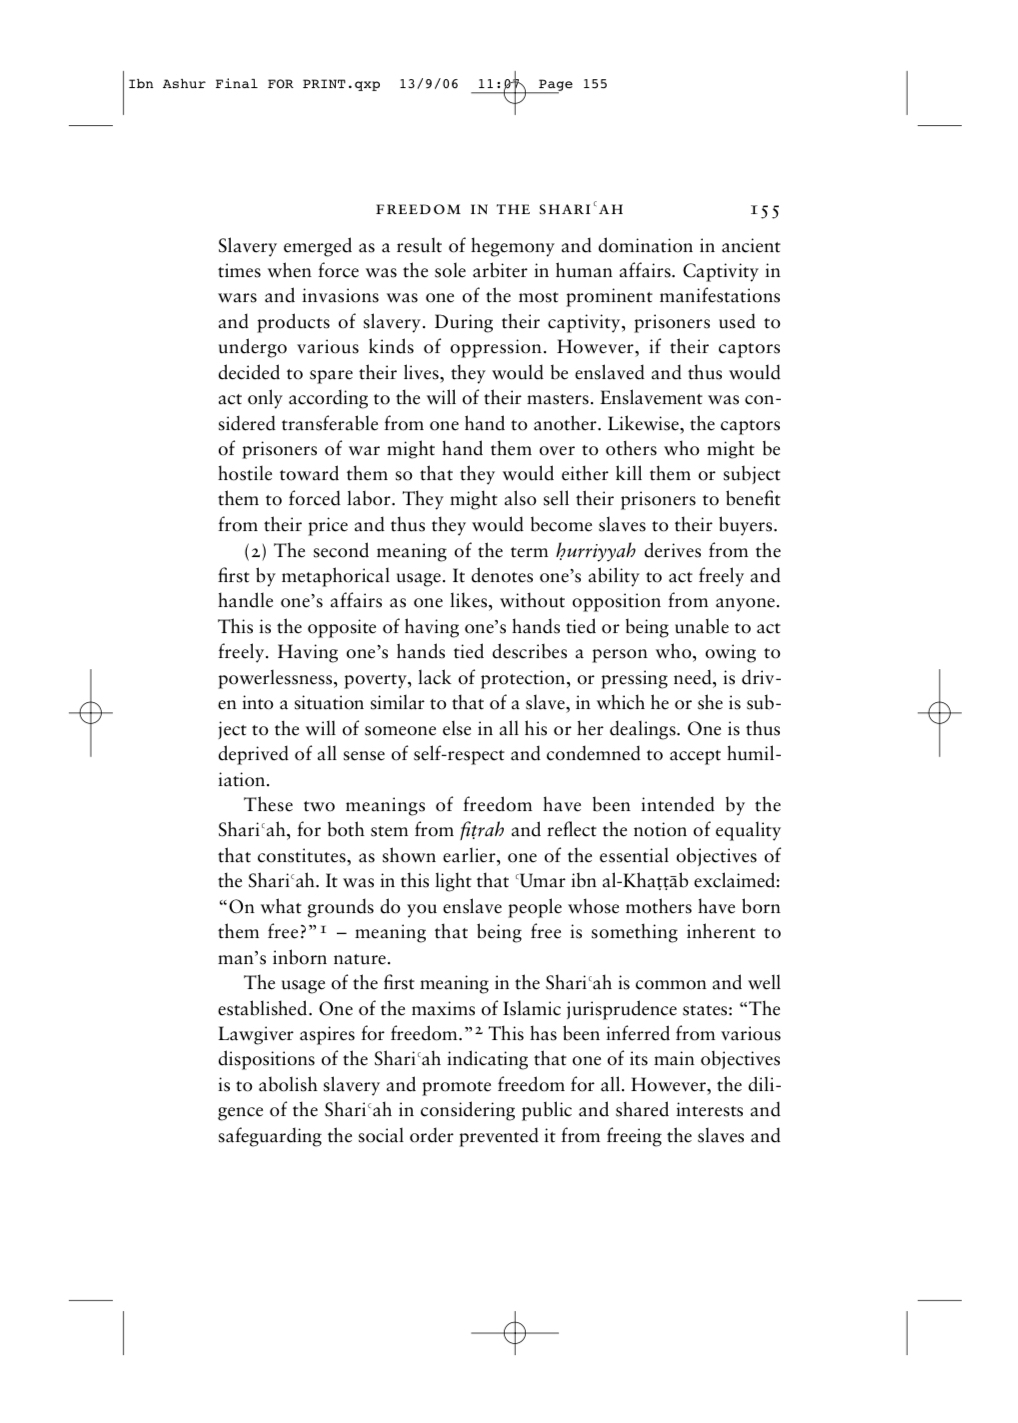 Ibn Ashur Final FOR PRINT.qxp 13/9/06 11:07 Page 155
FREEDOM IN THE SHARIʿAH 155
Slavery emerged as a result of hegemony and domination in ancient
times when force was the sole arbiter in human affairs. Captivity in
wars and invasions was one of the most prominent manifestations
and products of slavery. During their captivity, prisoners used to
undergo various kinds of oppression. However, if their captors
decided to spare their lives, they would be enslaved and thus would
act only according to the will of their masters. Enslavement was con-
sidered transferable from one hand to another. Likewise, the captors
of prisoners of war might hand them over to others who might be
hostile toward them so that they would either kill them or subject
them to forced labor. They might also sell their prisoners to benefit
from their price and thus they would become slaves to their buyers.
(2) The second meaning of the term ḥurriyyah derives from the
first by metaphorical usage. It denotes one’s ability to act freely and
handle one’s affairs as one likes, without opposition from anyone.
This is the opposite of having one’s hands tied or being unable to act
freely. Having one’s hands tied describes a person who, owing to
powerlessness, poverty, lack of protection, or pressing need, is driv-
en into a situation similar to that of a slave, in which he or she is sub-
ject to the will of someone else in all his or her dealings. One is thus
deprived of all sense of self-respect and condemned to accept humil-
iation.
These two meanings of freedom have been intended by the
Shariʿah, for both stem from fiṭrah and reflect the notion of equality
that constitutes, as shown earlier, one of the essential objectives of
the Shariʿah. It was in this light that ʿUmar ibn al-Khaṭṭāb exclaimed:
“On what grounds do you enslave people whose mothers have born
them free?”1 – meaning that being free is something inherent to
man’s inborn nature.
The usage of the first meaning in the Shariʿah is common and well
established. One of the maxims of Islamic jurisprudence states: “The
Lawgiver aspires for freedom.”2 This has been inferred from various
dispositions of the Shariʿah indicating that one of its main objectives
is to abolish slavery and promote freedom for all. However, the dili-
gence of the Shariʿah in considering public and shared interests and
safeguarding the social order prevented it from freeing the slaves and